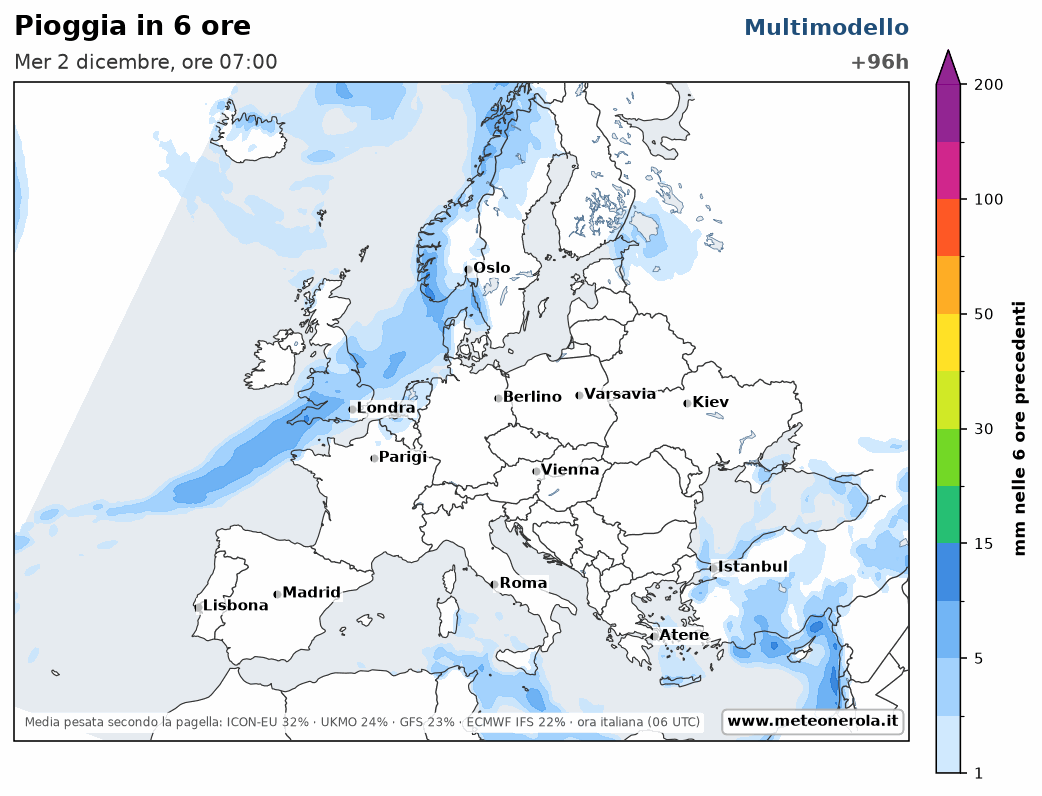 Pioggia in 6 ore
Multimodello
Mer 2 dicembre, ore 07:00
+96h
200
100
50
30
15
5
1
mm nelle 6 ore precedenti
Oslo
Londra
Berlino
Varsavia
Kiev
Parigi
Vienna
Istanbul
Roma
Madrid
Lisbona
Atene
Media pesata secondo la pagella: ICON-EU 32% · UKMO 24% · GFS 23% · ECMWF IFS 22% · ora italiana (06 UTC)
www.meteonerola.it